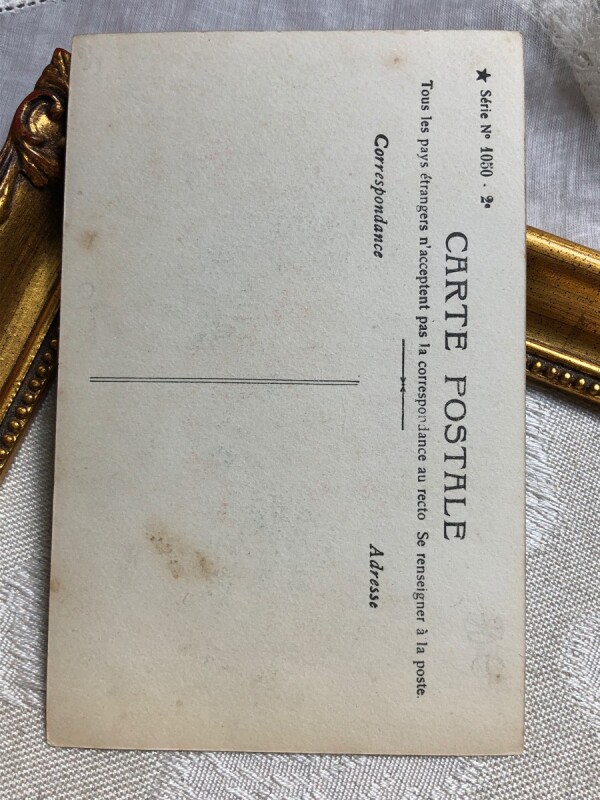 ★ Série Nº 1050 - 2e
CARTE POSTALE
Tous les pays étrangers n'acceptent pas la correspondance au recto Se renseigner à la poste.
Correspondance
Adresse